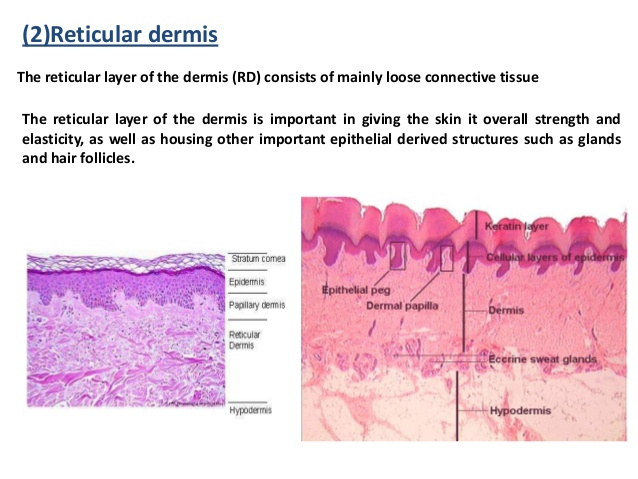 (2)Reticular dermis
The reticular layer of the dermis (RD) consists of mainly loose connective tissue
The reticular layer of the dermis is important in giving the skin it overall strength and
elasticity, as well as housing other important epithelial derived structures such as glands
and hair follicles.
Stratum cornea
Epidermis
Papillary dermis
Reticular
Dermis
Hypodermis
Keratin layer
Cellular layers of epidermis
Epithelial peg
Dermal papilla
Dermis
Eccrine sweat glands
Hypodermis